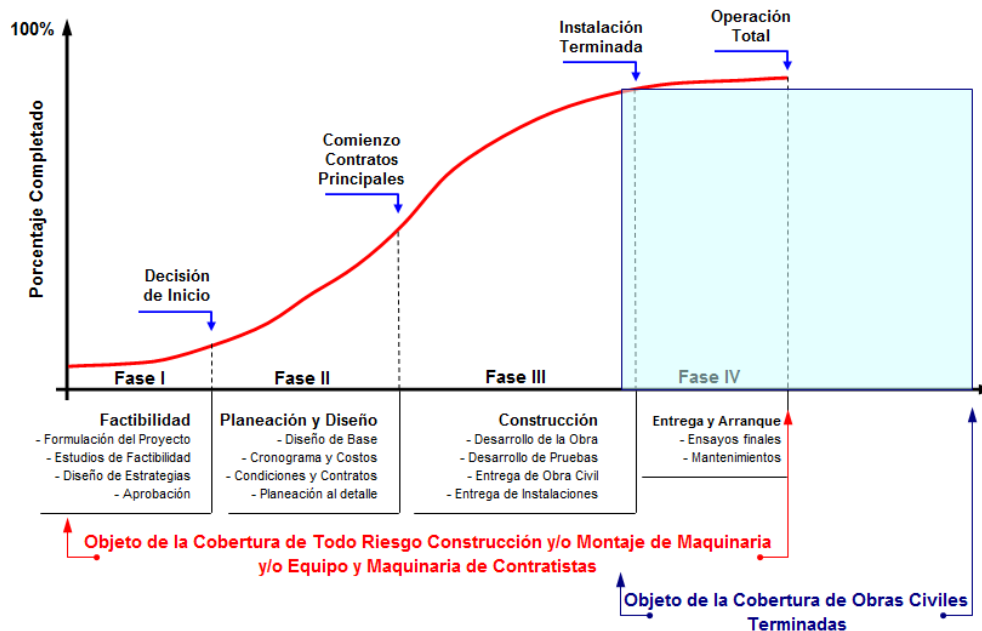 100%
Porcentaje Completado
Decisión
de Inicio
Comienzo
Contratos
Principales
Instalación
Terminada
Operación
Total
Fase I
Fase II
Fase III
Fase IV
Factibilidad
- Formulación del Proyecto
- Estudios de Factibilidad
- Diseño de Estrategias
- Aprobación
Planeación y Diseño
- Diseño de Base
- Cronograma y Costos
- Condiciones y Contratos
- Planeación al detalle
Construcción
- Desarrollo de la Obra
- Desarrollo de Pruebas
- Entrega de Obra Civil
- Entrega de Instalaciones
Entrega y Arranque
- Ensayos finales
- Mantenimientos
Objeto de la Cobertura de Todo Riesgo Construcción y/o Montaje de Maquinaria
y/o Equipo y Maquinaria de Contratistas
Objeto de la Cobertura de Obras Civiles
Terminadas